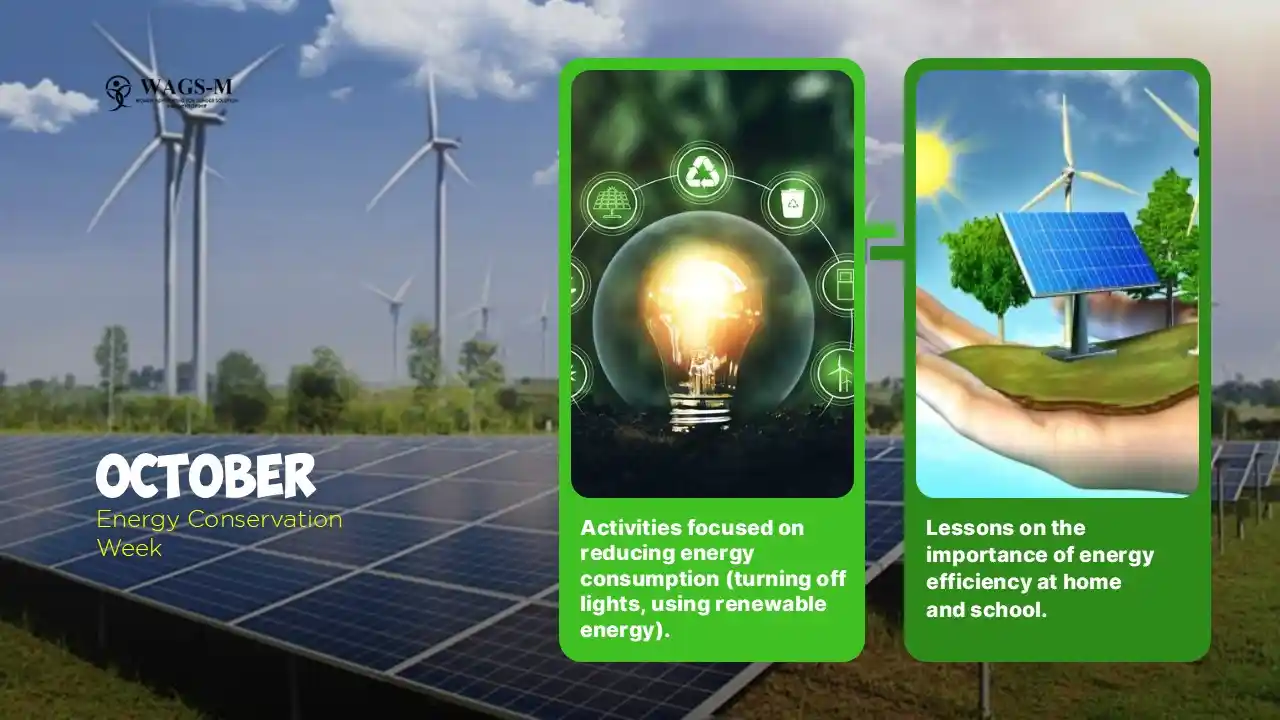 WAGS-M
OCTOBER
Energy Conservation
Week
Activities focused on
reducing energy
consumption (turning off
lights, using renewable
energy).
Lessons on the
importance of energy
efficiency at home
and school.